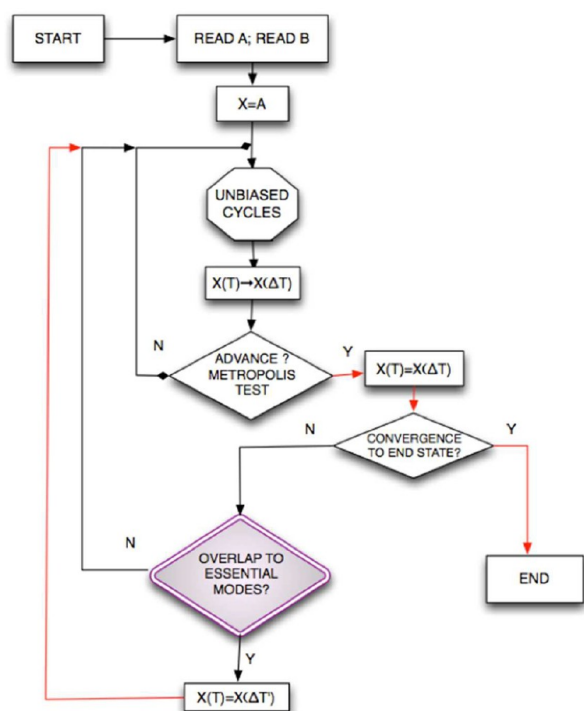 START
READ A; READ B
X=A
UNBIASED
CYCLES
X(T)→X(ΔT)
N
ADVANCE ?
METROPOLIS
TEST
Y
X(T)=X(ΔT)
N
CONVERGENCE
TO END STATE?
Y
N
OVERLAP TO
ESSENTIAL
MODES?
END
Y
X(T)=X(ΔT')